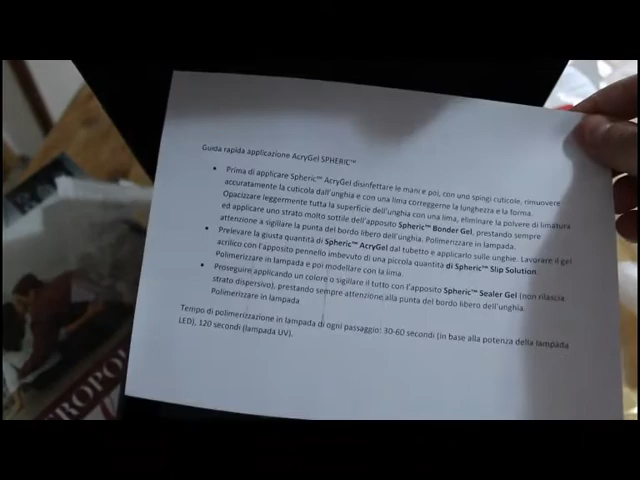 Guida rapida applicazione AcryGel SPHERIC™
• Prima di applicare Spheric™ AcryGel disinfettare le mani e poi, con uno spingi cuticole, rimuovere
accuratamente la cuticola dall'unghia e con una lima correggerne la lunghezza e la forma.
Opacizzare leggermente tutta la superficie dell'unghia con una lima, eliminare la polvere di limatura
ed applicare uno strato molto sottile dell'apposito Spheric™ Bonder Gel, prestando sempre
attenzione a sigillare la punta del bordo libero dell'unghia. Polimerizzare in lampada.
• Prelevare la giusta quantità di Spheric™ AcryGel dal tubetto e applicarlo sulle unghie. Lavorare il gel
acrilico con l'apposito pennello imbevuto di una piccola quantità di Spheric™ Slip Solution.
Polimerizzare in lampada e poi modellare con la lima.
• Proseguire applicando un colore o sigillare il tutto con l'apposito Spheric™ Sealer Gel (non rilascia
strato dispersivo), prestando sempre attenzione alla punta del bordo libero dell'unghia.
Polimerizzare in lampada
Tempo di polimerizzazione in lampada di ogni passaggio: 30-60 secondi (in base alla potenza della lampada
LED), 120 secondi (lampada UV).
ROPO